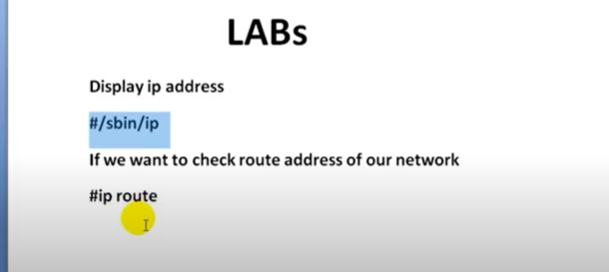 LABs
Display ip address
#/sbin/ip
If we want to check route address of our network
#ip route